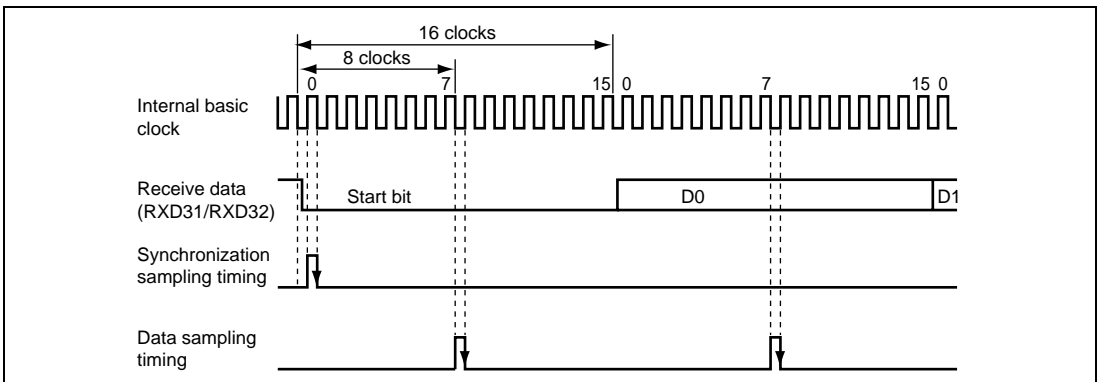 16 clocks
8 clocks
0 7 15 0 7 15 0
Internal basic
clock
Receive data
(RXD31/RXD32)
Start bit D0 D1
Synchronization
sampling timing
Data sampling
timing